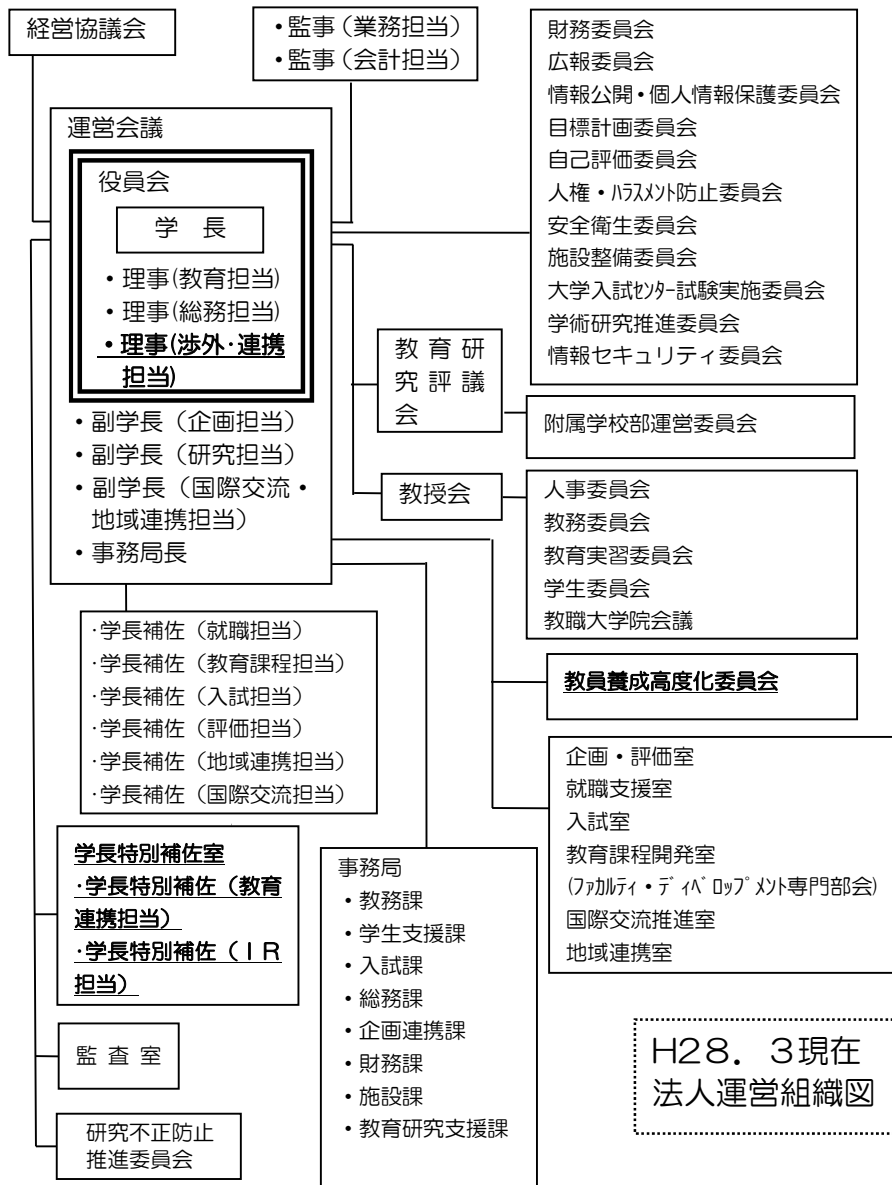 経営協議会
・監事（業務担当）
・監事（会計担当）
財務委員会
広報委員会
情報公開・個人情報保護委員会
目標計画委員会
自己評価委員会
人権・ﾊﾗｽﾒﾝﾄ防止委員会
安全衛生委員会
施設整備委員会
大学入試ｾﾝﾀｰ試験実施委員会
学術研究推進委員会
情報セキュリティ委員会
運営会議
役員会
学　長
・理事(教育担当)
・理事(総務担当)
・理事(渉外・連携
担当)
・副学長（企画担当）
・副学長（研究担当）
・副学長（国際交流・
地域連携担当）
・事務局長
教 育 研
究 評 議
会
附属学校部運営委員会
教授会
人事委員会
教務委員会
教育実習委員会
学生委員会
教職大学院会議
・学長補佐（就職担当）
・学長補佐（教育課程担当）
・学長補佐（入試担当）
・学長補佐（評価担当）
・学長補佐（地域連携担当）
・学長補佐（国際交流担当）
教員養成高度化委員会
企画・評価室
就職支援室
入試室
教育課程開発室
(ﾌｧｶﾙﾃｨ・ﾃﾞｨﾍﾞﾛｯﾌﾟﾒﾝﾄ専門部会)
国際交流推進室
地域連携室
学長特別補佐室
・学長特別補佐（教育
連携担当）
・学長特別補佐（ＩＲ
担当）
事務局
・教務課
・学生支援課
・入試課
・総務課
・企画連携課
・財務課
・施設課
・教育研究支援課
監 査 室
研究不正防止
推進委員会
H28．3現在
法人運営組織図